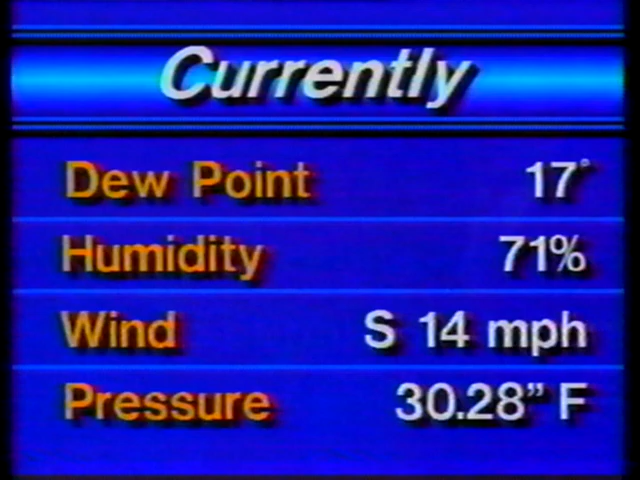 Currently
Dew Point 17°
Humidity 71%
Wind S 14 mph
Pressure 30.28” F